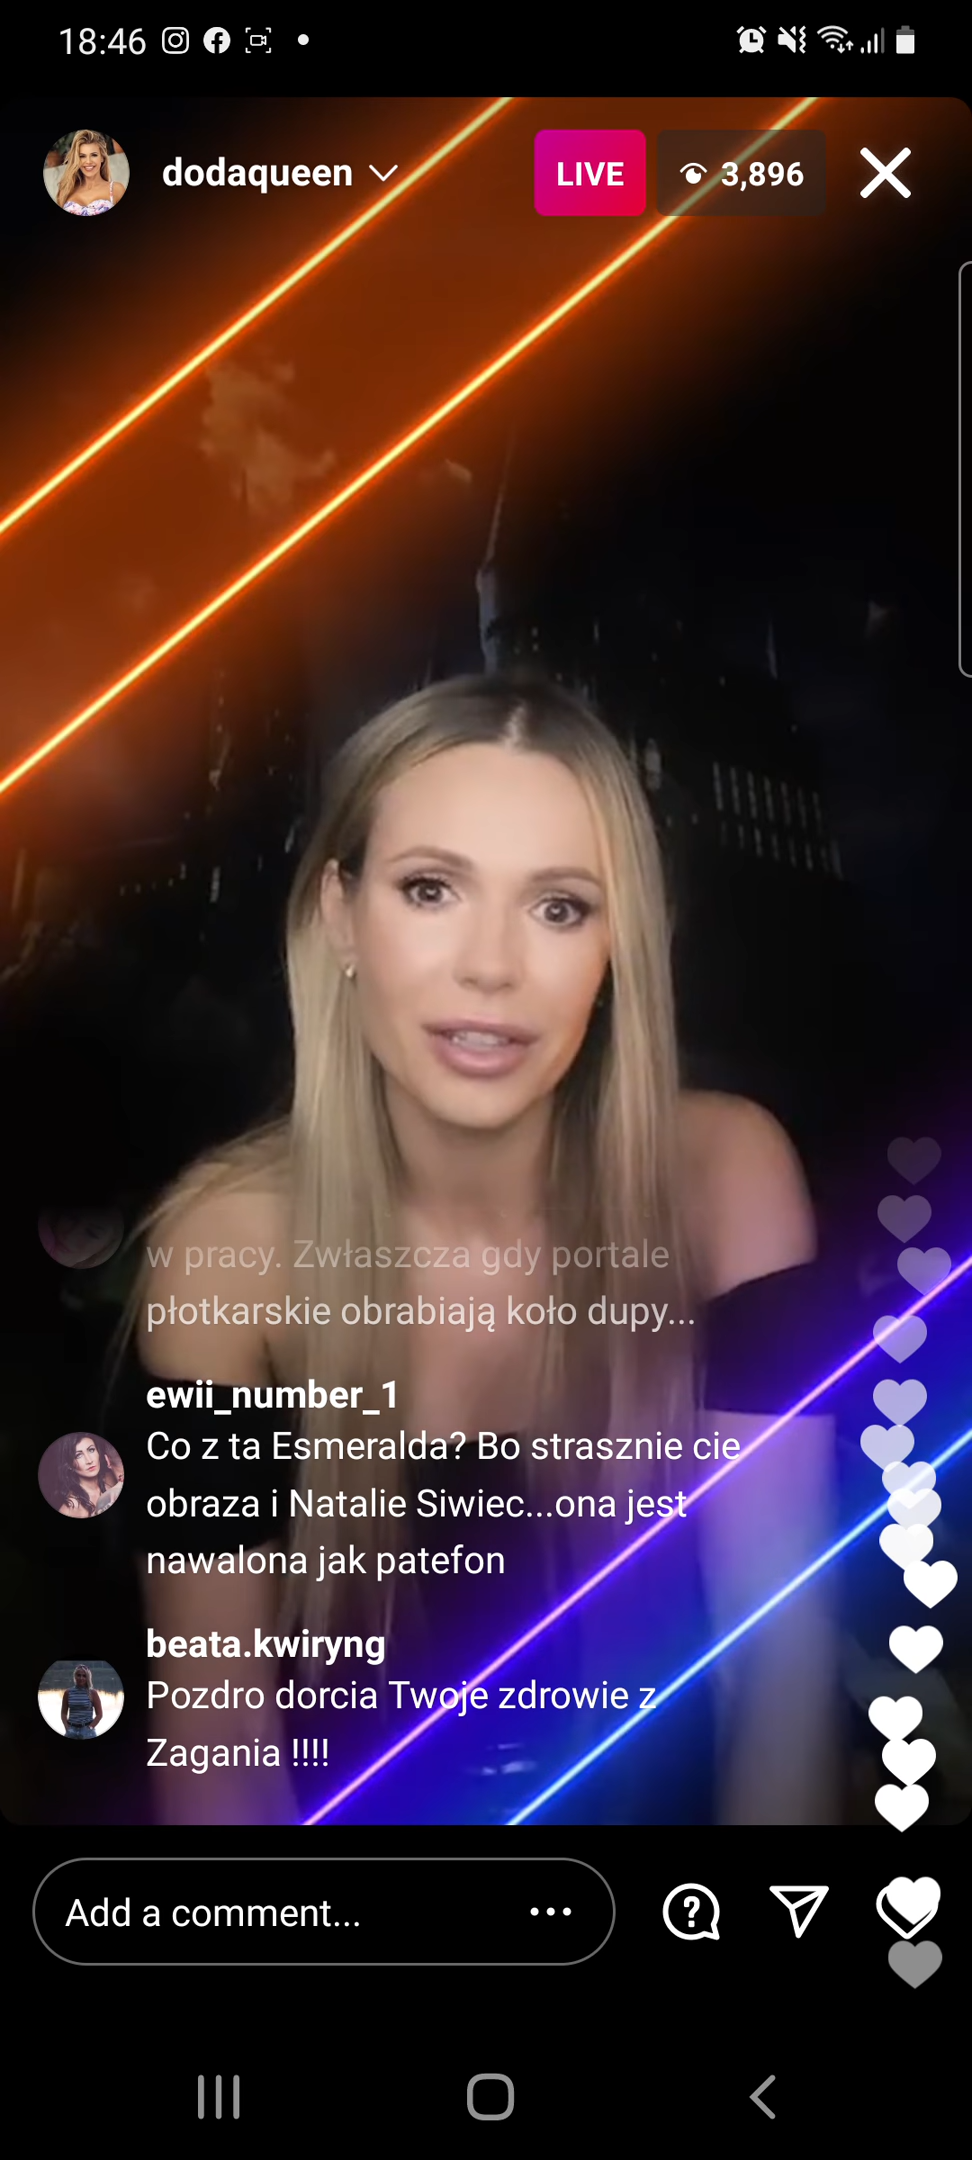 18:46
dodaqueen
LIVE
3,896
w pracy. Zwłaszcza gdy portale
płotkarskie obrabiają koło dupy...
ewii_number_1
Co z ta Esmeralda? Bo strasznie cie
obraza i Natalie Siwiec...ona jest
nawalona jak patefon
beata.kwiryng
Pozdro dorcia Twoje zdrowie z
Zagania !!!!
Add a comment...